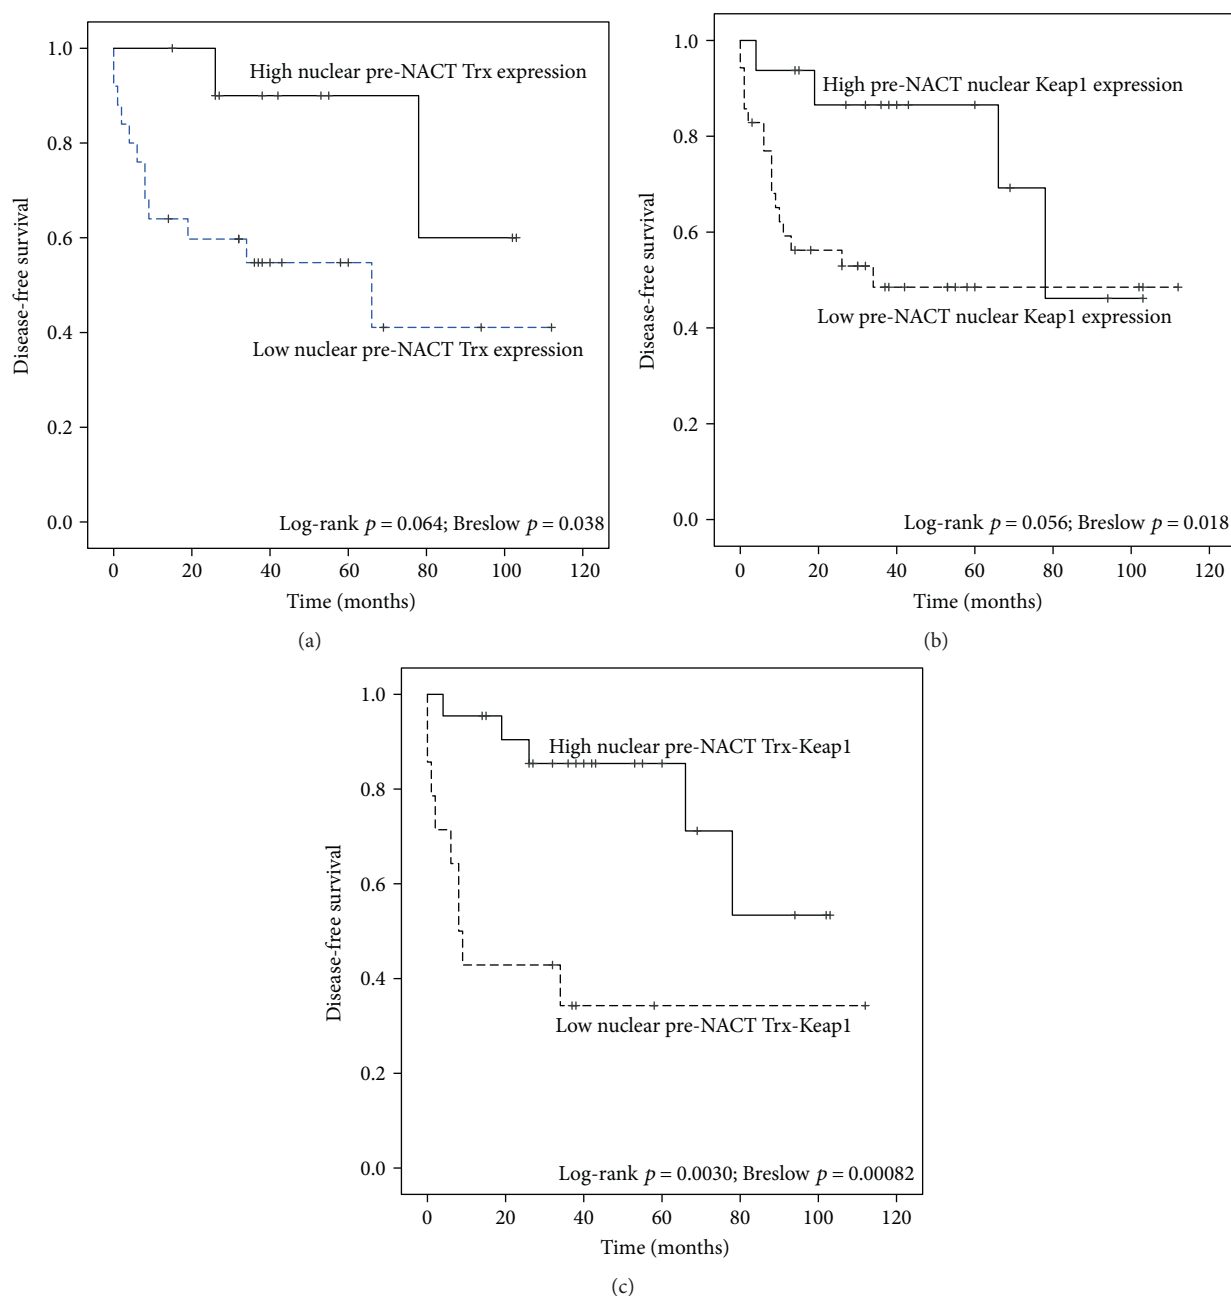 1.0
High nuclear pre-NACT Trx expression
0.8
0.6
0.4
Low nuclear pre-NACT Trx expression
0.2
0.0
Log-rank p = 0.064; Breslow p = 0.038
Disease-free survival
0 20 40 60 80 100 120
Time (months)
(a)
1.0
High pre-NACT nuclear Keap1 expression
0.8
0.6
0.4
Low pre-NACT nuclear Keap1 expression
0.2
0.0
Log-rank p = 0.056; Breslow p = 0.018
Disease-free survival
0 20 40 60 80 100 120
Time (months)
(b)
1.0
High nuclear pre-NACT Trx-Keap1
0.8
0.6
0.4
Low nuclear pre-NACT Trx-Keap1
0.2
0.0
Log-rank p = 0.0030; Breslow p = 0.00082
Disease-free survival
0 20 40 60 80 100 120
Time (months)
(c)